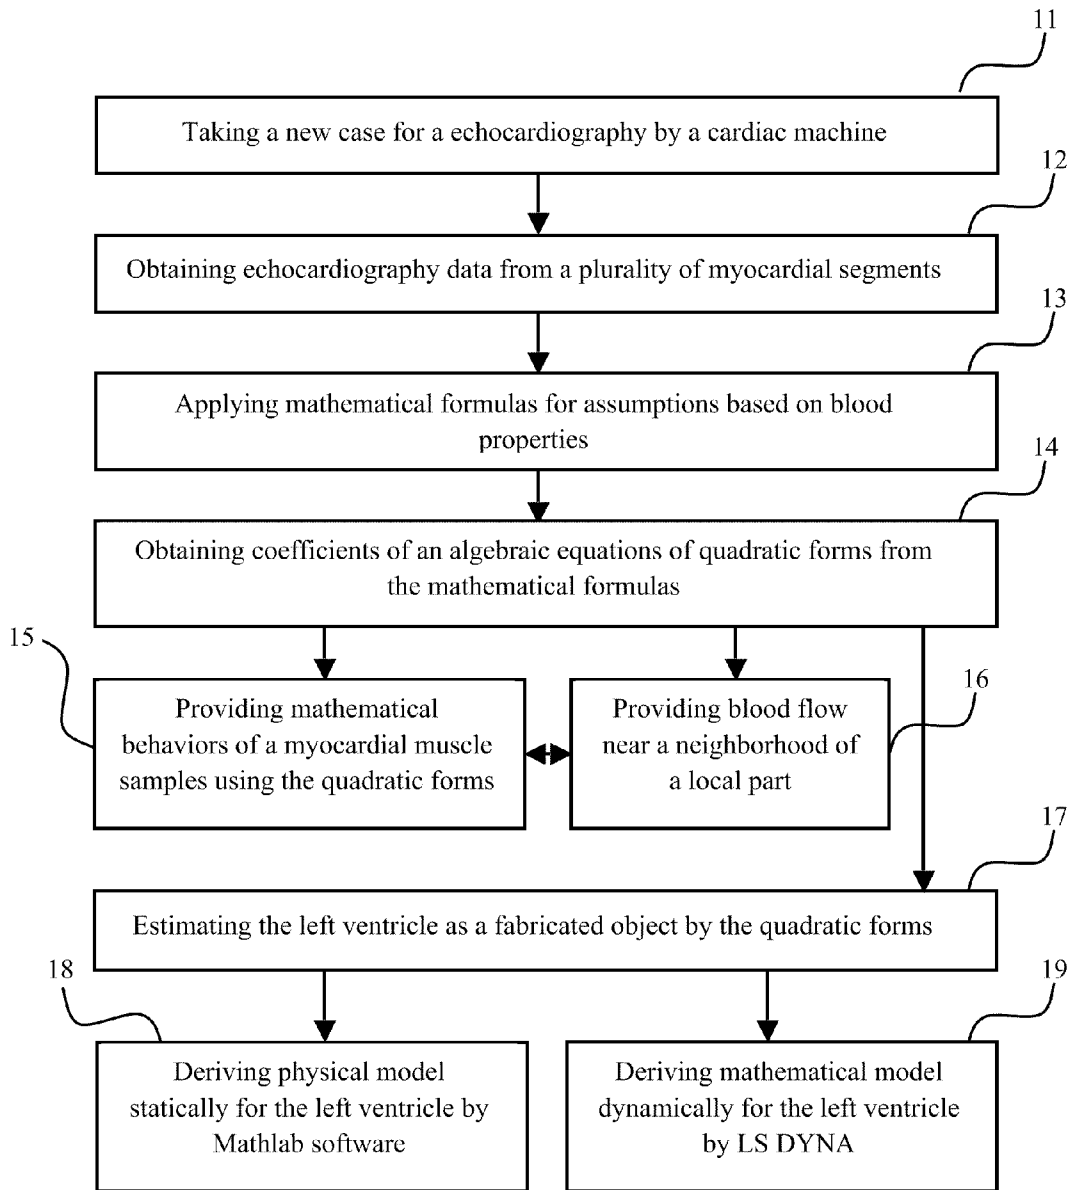 11
Taking a new case for a echocardiography by a cardiac machine
12
Obtaining echocardiography data from a plurality of myocardial segments
13
Applying mathematical formulas for assumptions based on blood
properties
14
Obtaining coefficients of an algebraic equations of quadratic forms from
the mathematical formulas
15
Providing mathematical
behaviors of a myocardial muscle
samples using the quadratic forms
16
Providing blood flow
near a neighborhood of
a local part
17
Estimating the left ventricle as a fabricated object by the quadratic forms
18
Deriving physical model
statically for the left ventricle by
Mathlab software
19
Deriving mathematical model
dynamically for the left ventricle
by LS DYNA